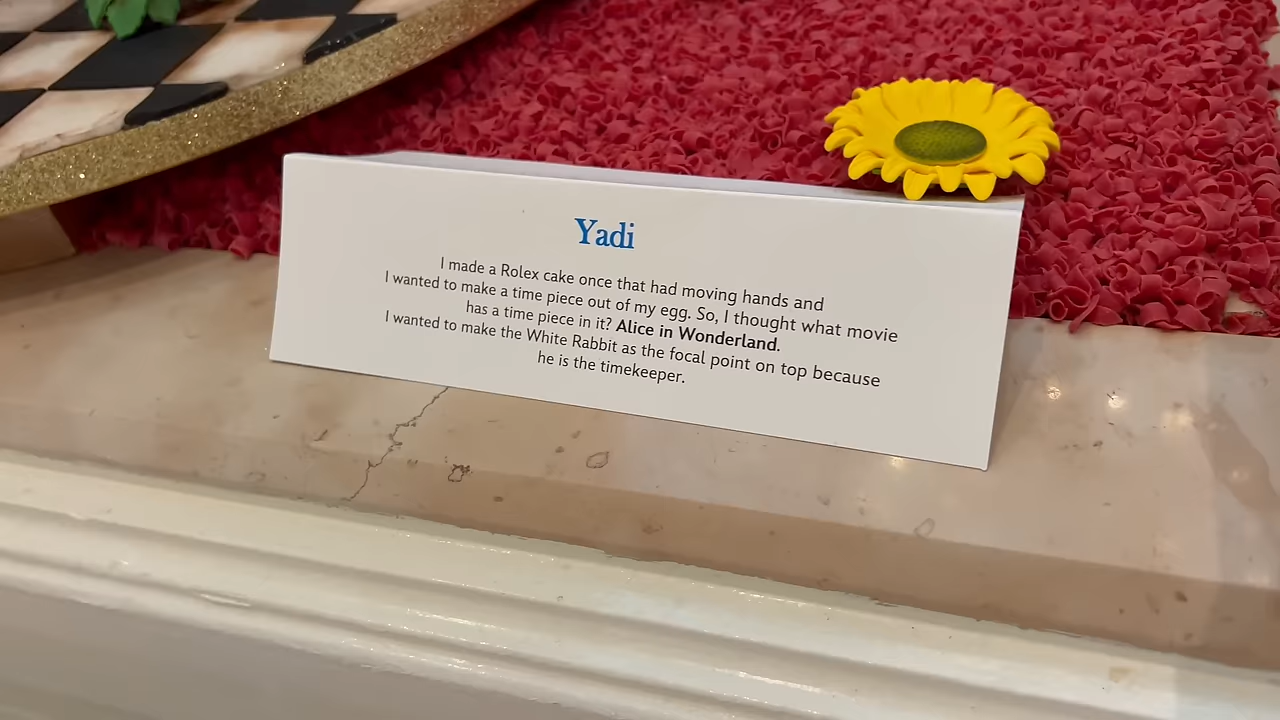 Yadi
I made a Rolex cake once that had moving hands and
I wanted to make a time piece out of my egg. So, I thought what movie
has a time piece in it? Alice in Wonderland.
I wanted to make the White Rabbit as the focal point on top because
he is the timekeeper.